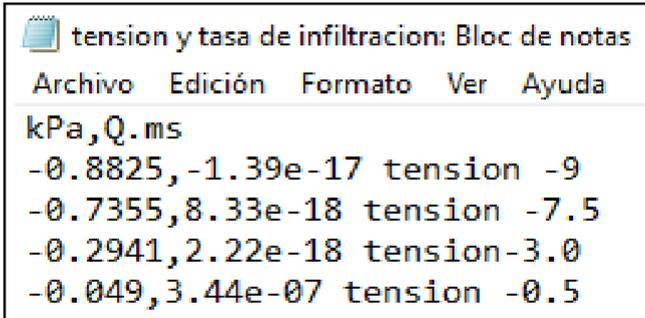 tension y tasa de infiltracion: Bloc de notas
Archivo Edición Formato Ver Ayuda
kPa,Q.ms
-0.8825,-1.39e-17 tension -9
-0.7355,8.33e-18 tension -7.5
-0.2941,2.22e-18 tension-3.0
-0.049,3.44e-07 tension -0.5